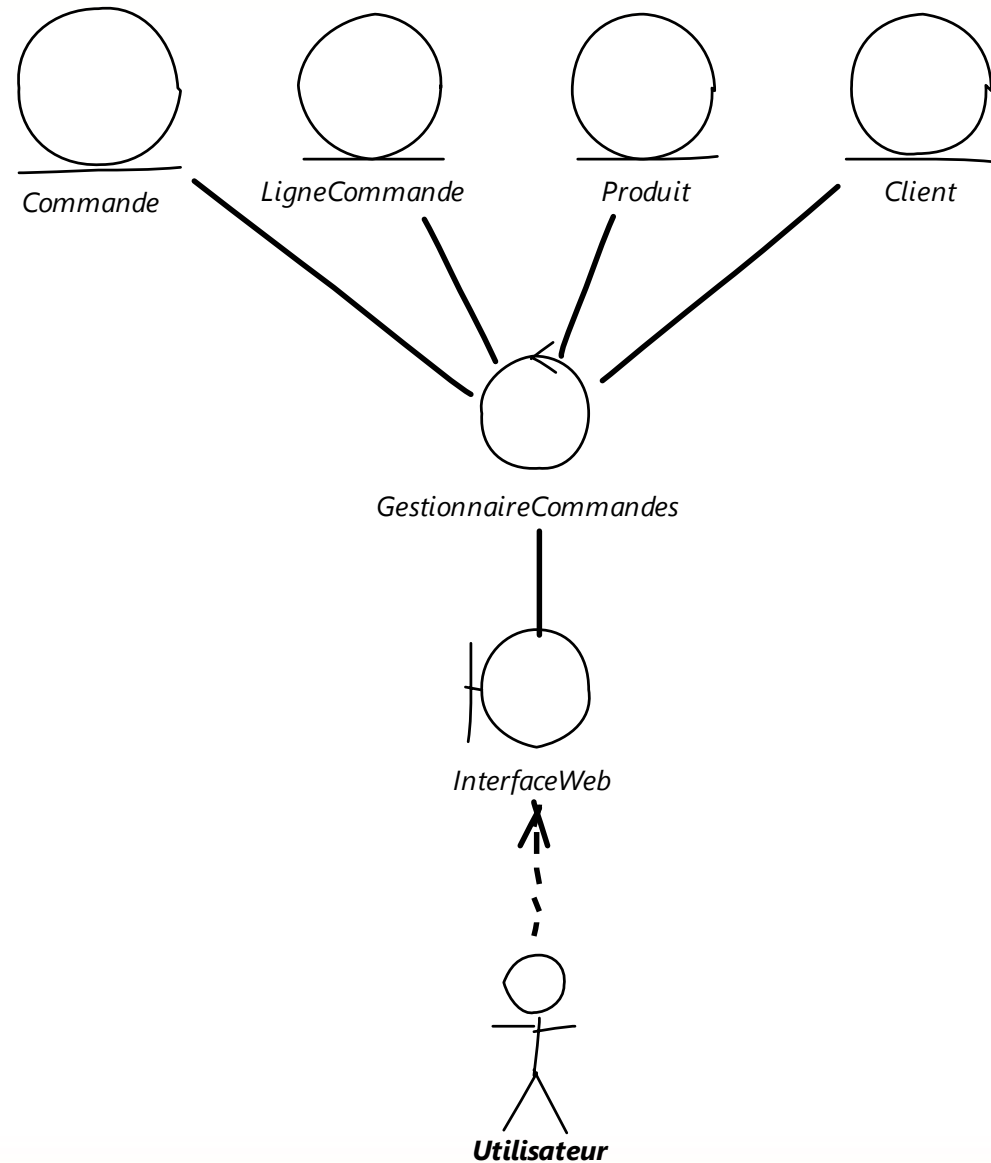 Commande
LigneCommande
Produit
Client
GestionnaireCommandes
InterfaceWeb
Utilisateur